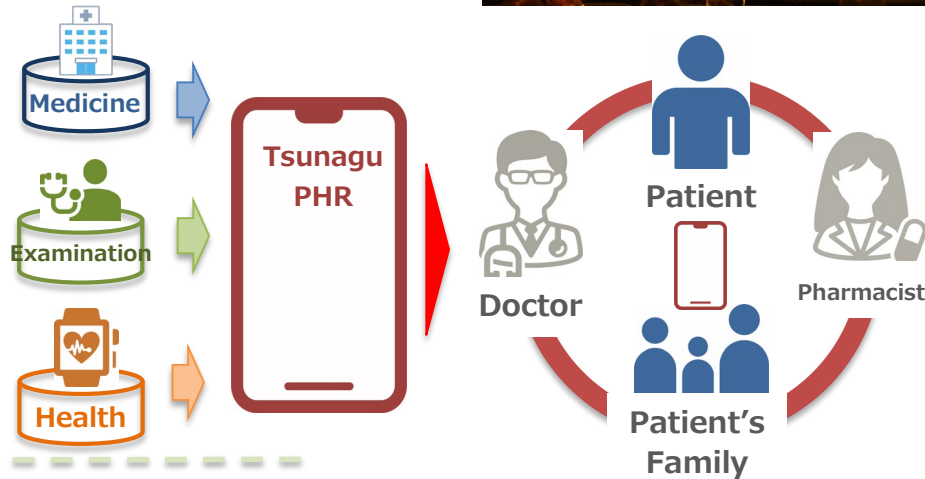 Medicine
Examination
Health
Tsunagu
PHR
Doctor
Patient
Pharmacist
Patient’s
Family